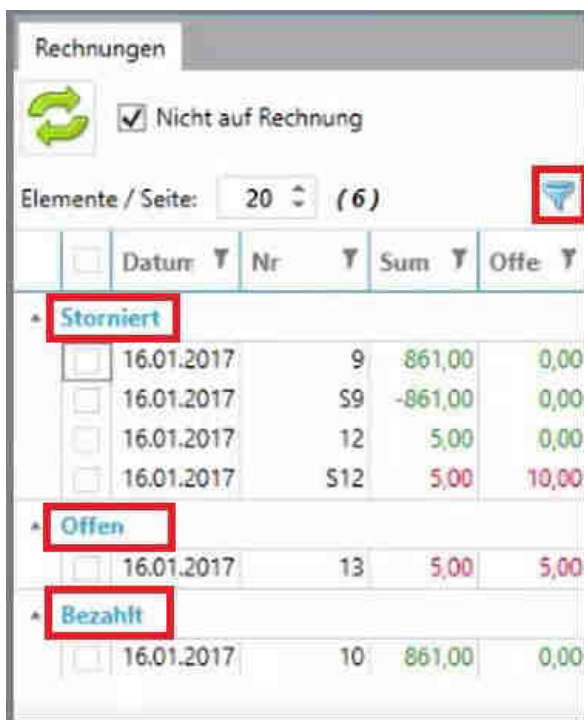 Rechnungen
Nicht auf Rechnung
Elemente / Seite: 20 (6)
Datum Nr Sum Offe
Storniert
16.01.2017 9 861,00 0,00
16.01.2017 S9 -861,00 0,00
16.01.2017 12 5,00 0,00
16.01.2017 S12 5,00 10,00
Offen
16.01.2017 13 5,00 5,00
Bezahlt
16.01.2017 10 861,00 0,00